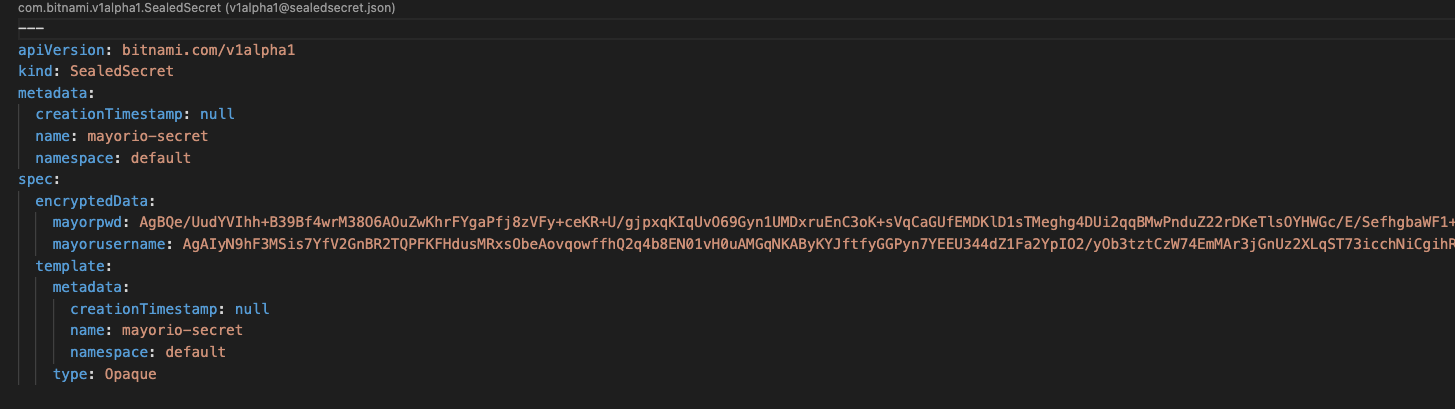 com.bitnami.v1alpha1.SealedSecret (v1alpha1@sealedsecret.json)
---
apiVersion: bitnami.com/v1alpha1
kind: SealedSecret
metadata:
  creationTimestamp: null
  name: mayorio-secret
  namespace: default
spec:
  encryptedData:
    mayorpwd: AgBQe/UudYVIhh+B39Bf4wrM38O6AOuZwKhrFYgaPfj8zVFy+ceKR+U/gjpxqKIqUvO69Gyn1UMDxruEnC3oK+sVqCaGUfEMDKlD1sTMeghg4DUi2qqBMwPnduZ22rDKeTlsOYHWGc/E/SefhgbaWF1+
    mayorusername: AgAIyN9hF3MSis7YfV2GnBR2TQPFKFHdusMRxsObeAovqowffhQ2q4b8EN01vH0uAMGqNKAByKYJftfyGGPyn7YEEU344dZ1Fa2YpIO2/yOb3tztCzW74EmMAr3jGnUz2XLqST73icchNiCgihR
  template:
    metadata:
      creationTimestamp: null
      name: mayorio-secret
      namespace: default
    type: Opaque